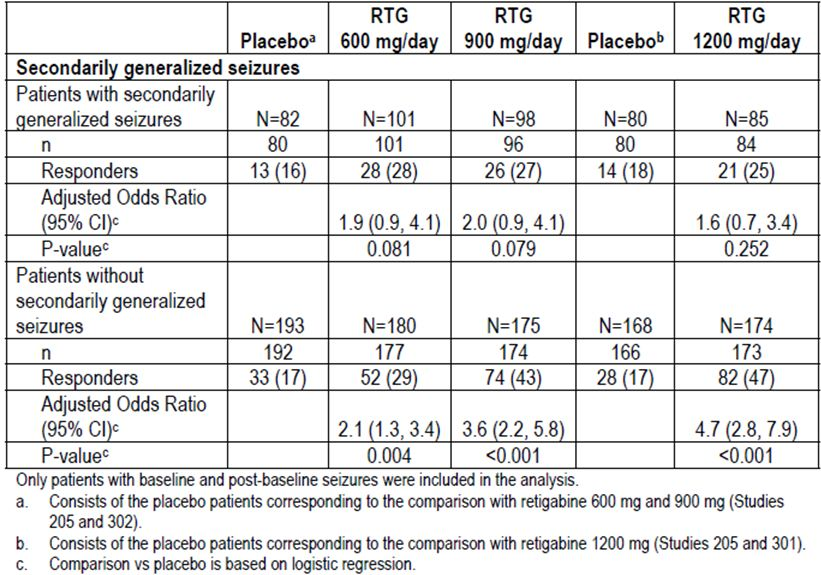 Placeboa RTG 600 mg/day RTG 900 mg/day Placebob RTG 1200 mg/day
Secondarily generalized seizures
Patients with secondarily generalized seizures N=82 N=101 N=98 N=80 N=85
n 80 101 96 80 84
Responders 13 (16) 28 (28) 26 (27) 14 (18) 21 (25)
Adjusted Odds Ratio (95% CI)c 1.9 (0.9, 4.1) 2.0 (0.9, 4.1) 1.6 (0.7, 3.4)
P-valuec 0.081 0.079 0.252
Patients without secondarily generalized seizures N=193 N=180 N=175 N=168 N=174
n 192 177 174 166 173
Responders 33 (17) 52 (29) 74 (43) 28 (17) 82 (47)
Adjusted Odds Ratio (95% CI)c 2.1 (1.3, 3.4) 3.6 (2.2, 5.8) 4.7 (2.8, 7.9)
P-valuec 0.004 <0.001 <0.001
Only patients with baseline and post-baseline seizures were included in the analysis.
a. Consists of the placebo patients corresponding to the comparison with retigabine 600 mg and 900 mg (Studies
205 and 302).
b. Consists of the placebo patients corresponding to the comparison with retigabine 1200 mg (Studies 205 and 301).
c. Comparison vs placebo is based on logistic regression.